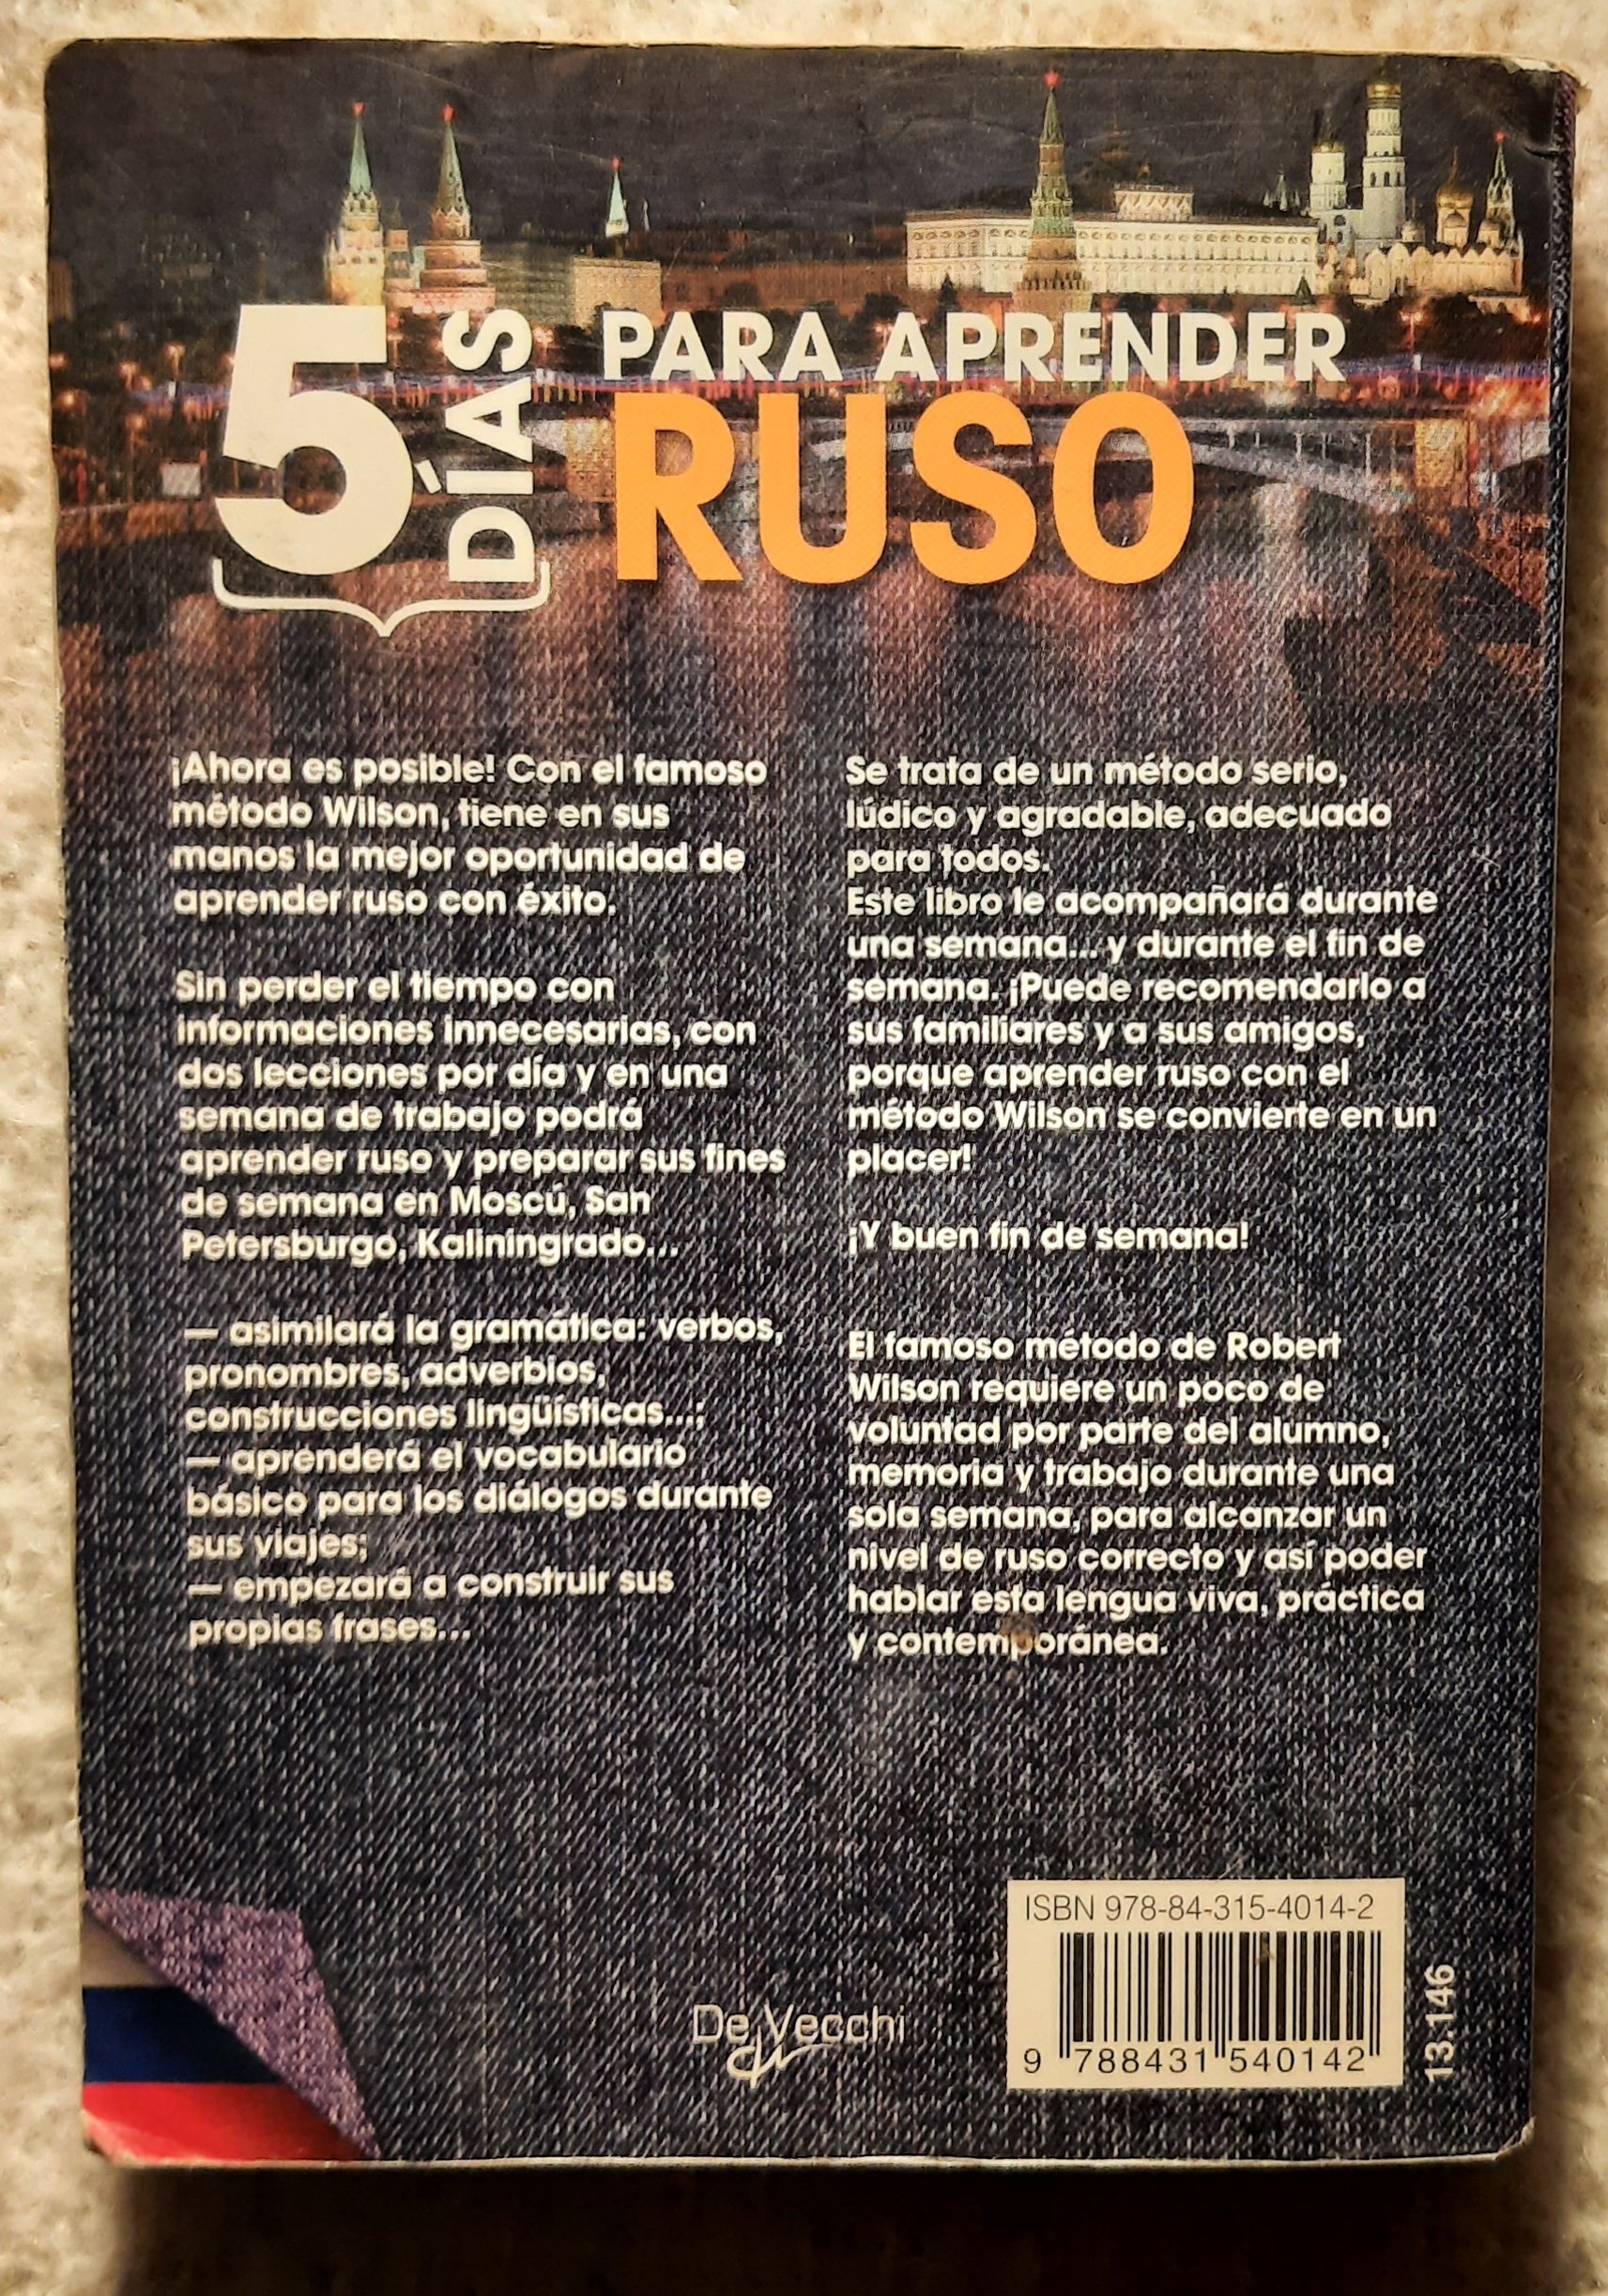 5 DÍAS
PARA APRENDER
RUSO
¡Ahora es posible! Con el famoso
método Wilson, tiene en sus
manos la mejor oportunidad de
aprender ruso con éxito.
Sin perder el tiempo con
informaciones innecesarias, con
dos lecciones por día y en una
semana de trabajo podrá
aprender ruso y preparar sus fines
de semana en Moscú, San
Petersburgo, Kaliningrado...
— asimilará la gramática: verbos,
pronombres, adverbios,
construcciones lingüísticas...;
— aprenderá el vocabulario
básico para los diálogos durante
sus viajes;
— empezará a construir sus
propias frases...
Se trata de un método serio,
lúdico y agradable, adecuado
para todos.
Este libro le acompañará durante
una semana... y durante el fin de
semana. ¡Puede recomendarlo a
sus familiares y a sus amigos,
porque aprender ruso con el
método Wilson se convierte en un
placer!
¡Y buen fin de semana!
El famoso método de Robert
Wilson requiere un poco de
voluntad por parte del alumno,
memoria y trabajo durante una
sola semana, para alcanzar un
nivel de ruso correcto y así poder
hablar esta lengua viva, práctica
y contemporánea.
De Vecchi
ISBN 978-84-315-4014-2
9 788431 540142
13.146